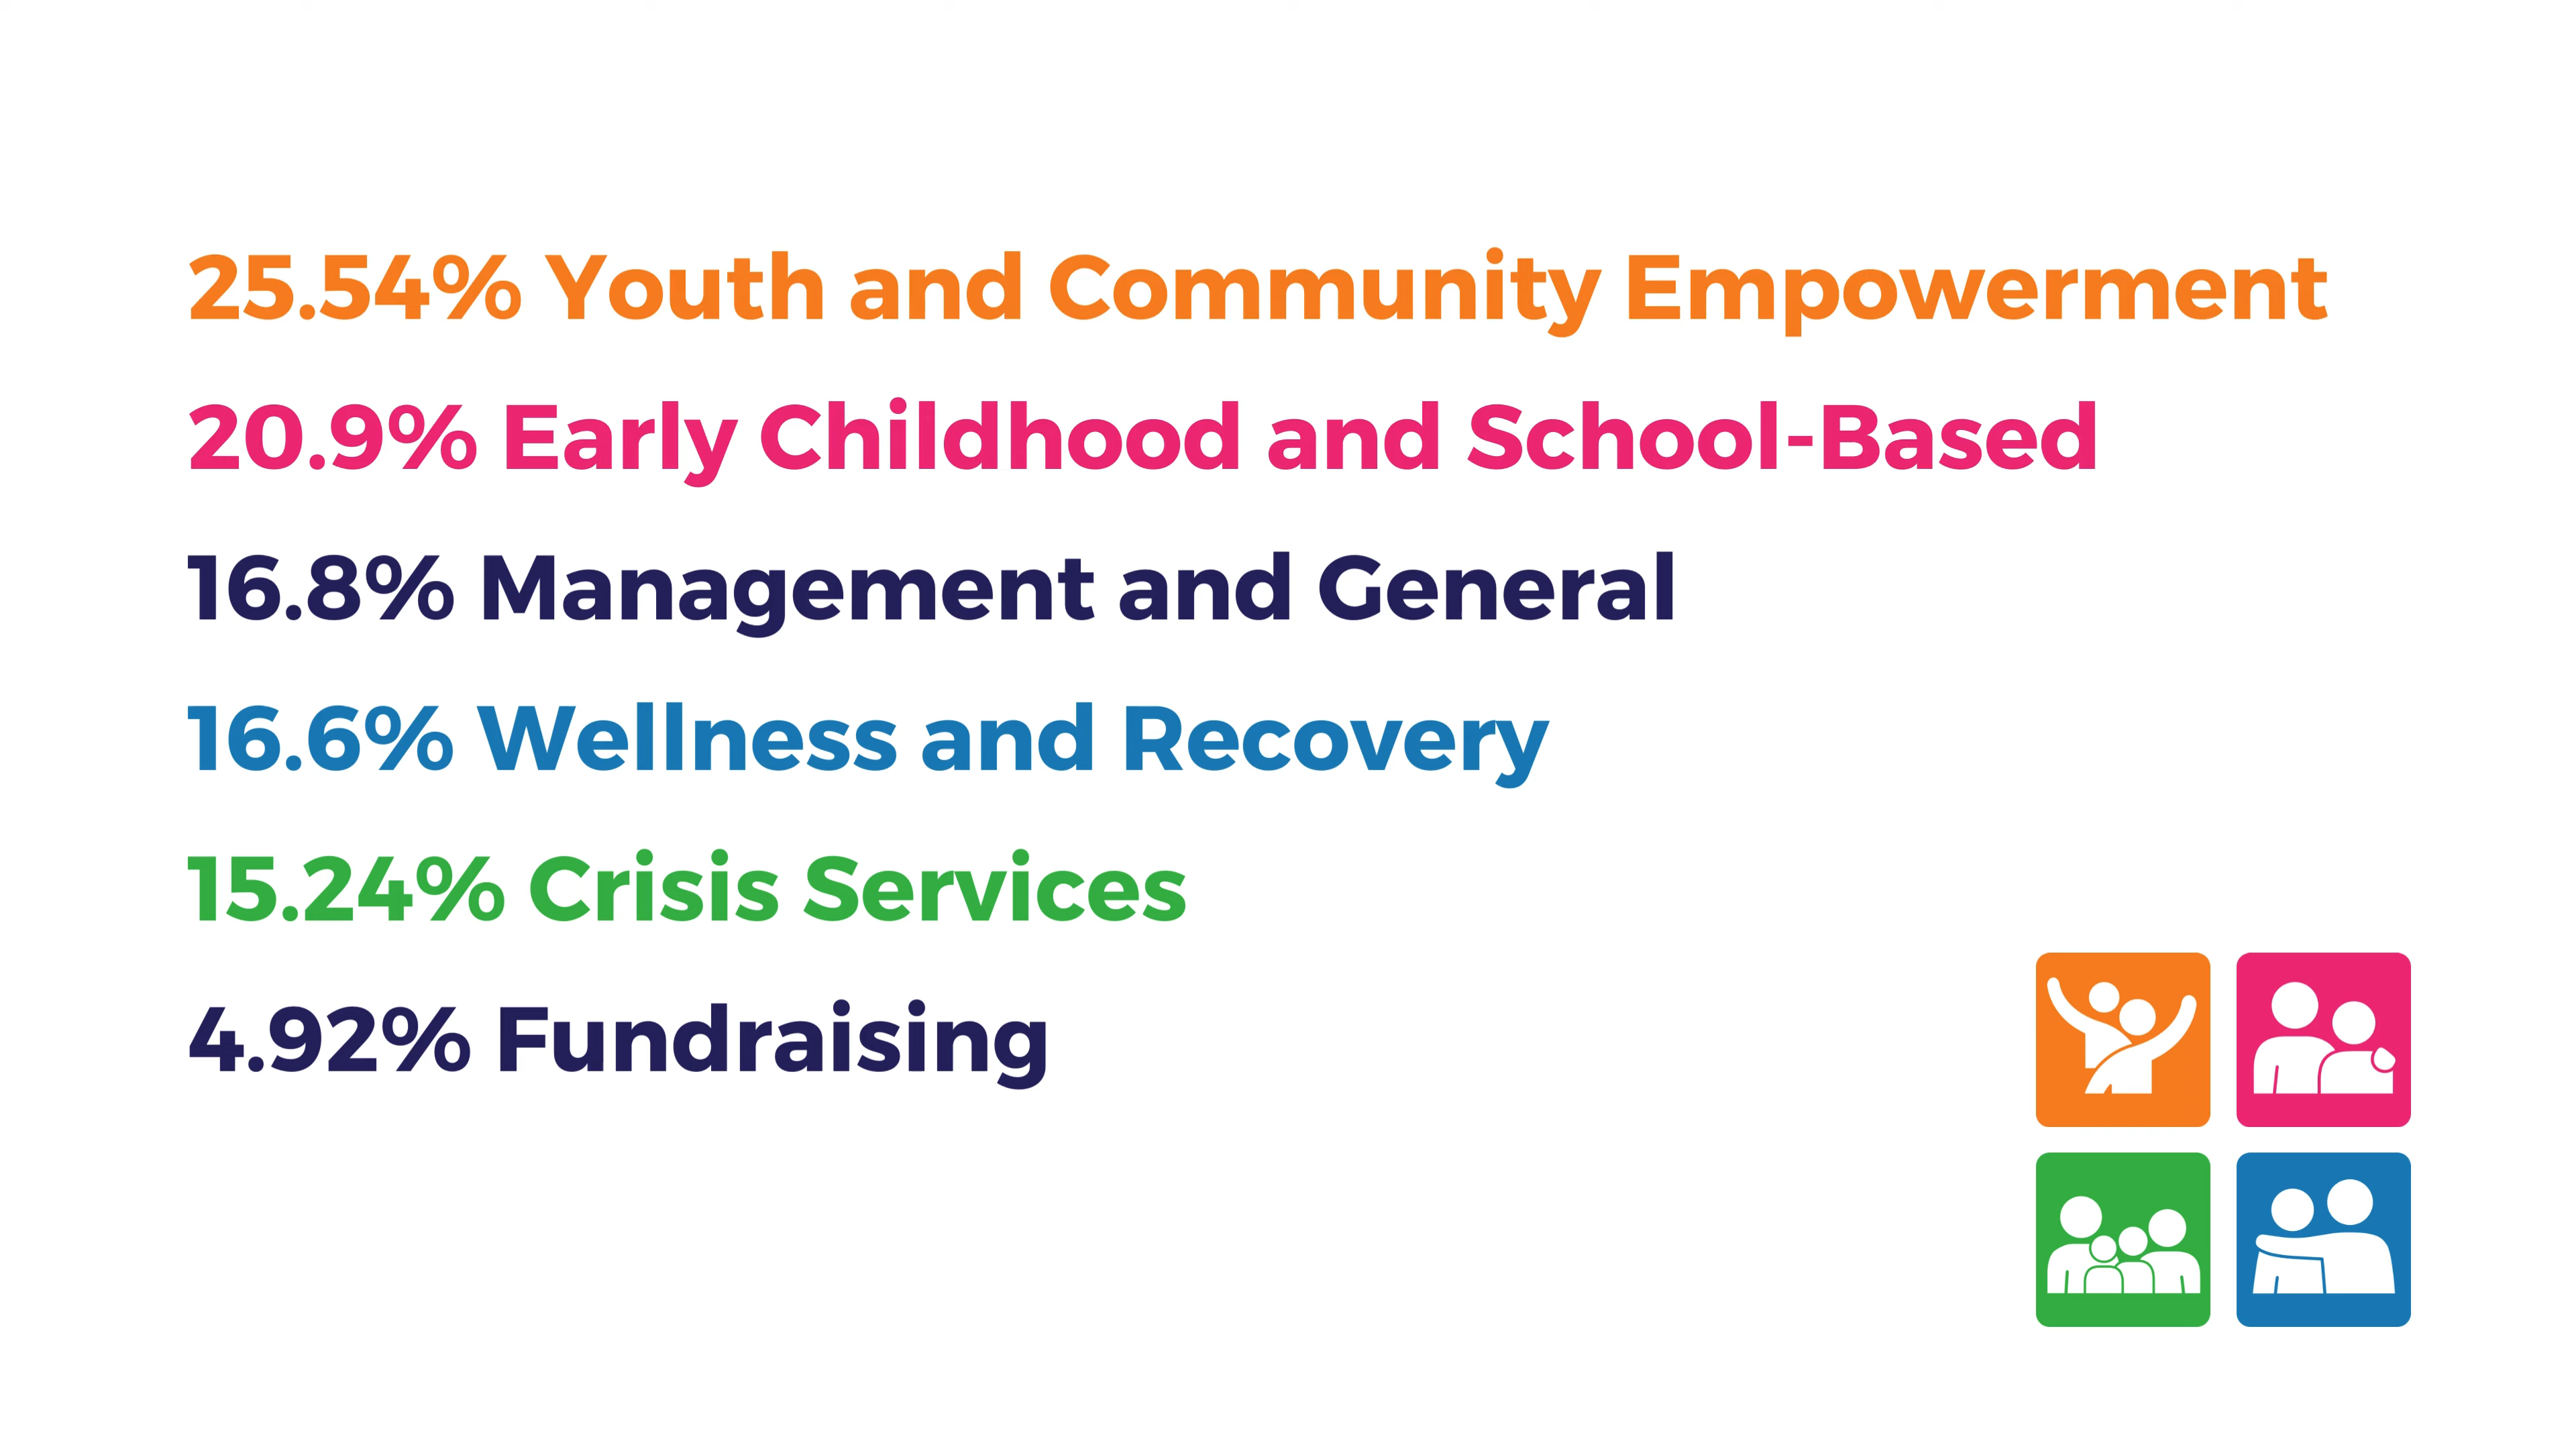 25.54% Youth and Community Empowerment
20.9% Early Childhood and School-Based
16.8% Management and General
16.6% Wellness and Recovery
15.24% Crisis Services
4.92% Fundraising